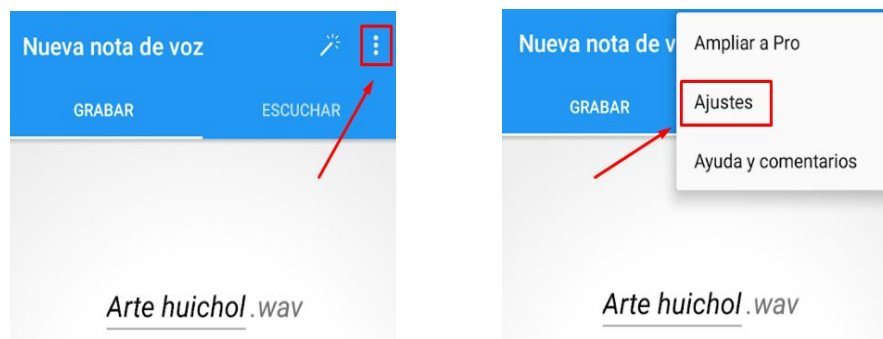 Nueva nota de voz
GRABAR ESCUCHAR
Arte huichol .wav
Nueva nota de v
Ampliar a Pro
GRABAR
Ajustes
Ayuda y comentarios
Arte huichol .wav